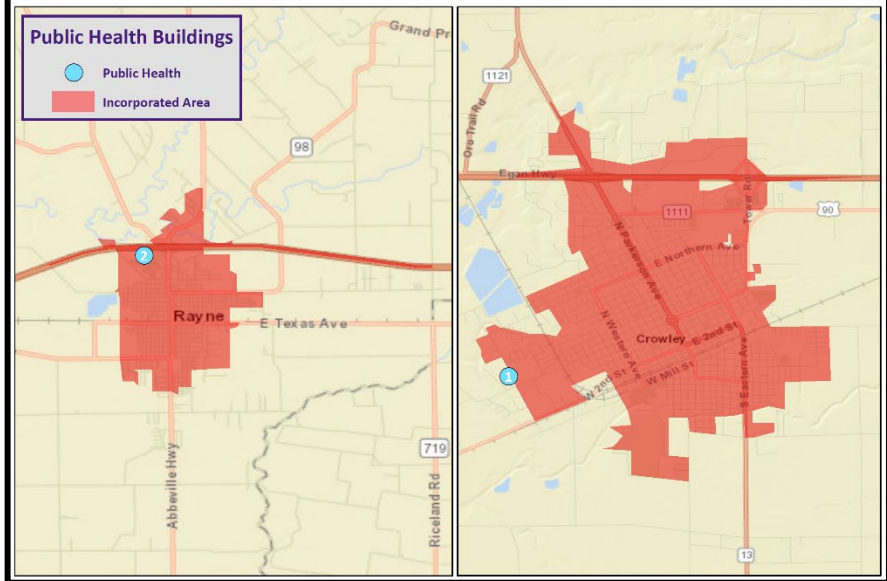 Public Health Buildings
Public Health
Incorporated Area
Grand Pr
98
2
Rayne
E Texas Ave
Abbeville Hwy
719
Riceland Rd
1121
Oro Trail Rd
Egan Hwy
1111
Tower Rd
90
N Parkerson Ave
E Northern Ave
N Western Ave
Crowley
E 2nd St
1
W 2nd St
W Mill St
S Eastern Ave
13